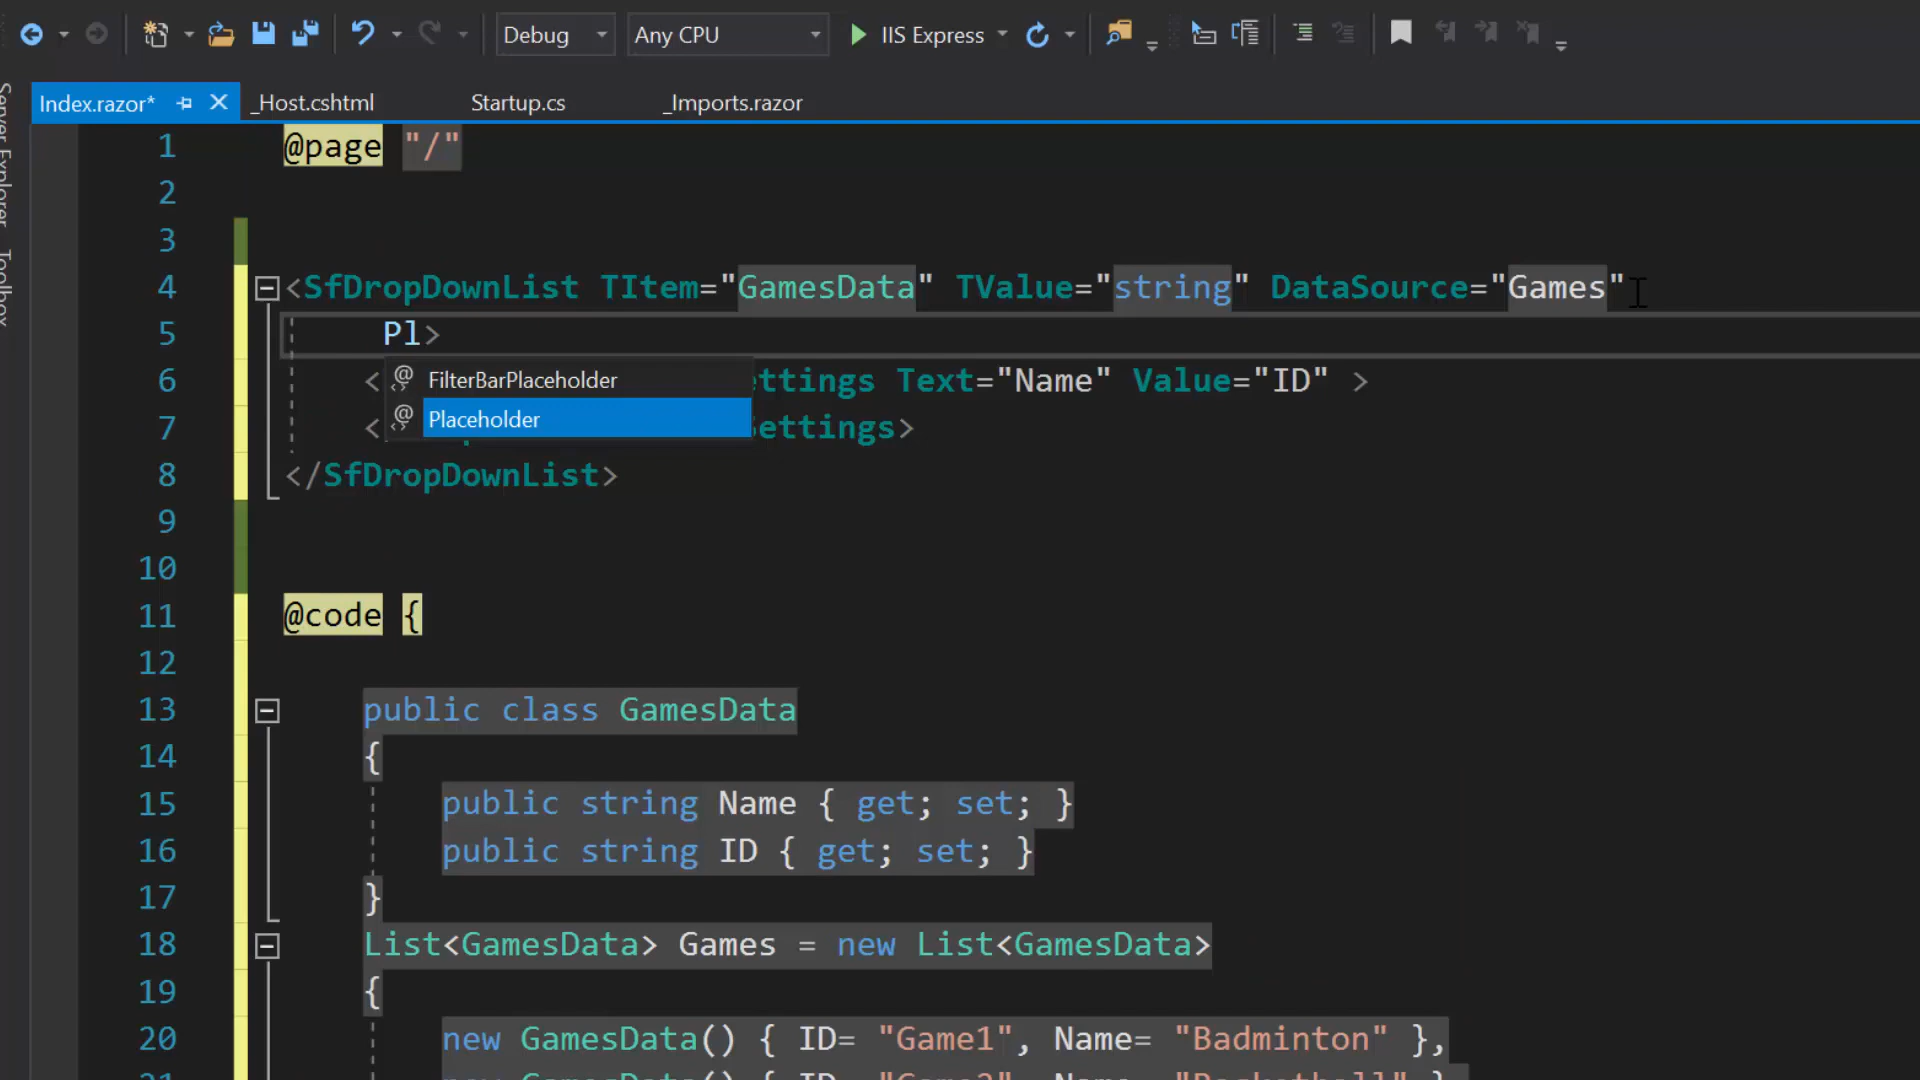 Debug Any CPU IIS Express
Index.razor* _Host.cshtml Startup.cs _Imports.razor
Server Explorer Toolbox
1 @page "/"
2
3
4 <SfDropDownList TItem="GamesData" TValue="string" DataSource="Games"
5 Pl>
FilterBarPlaceholder
Placeholder
6 < ettings Text="Name" Value="ID" >
7 < ettings>
8 </SfDropDownList>
9
10
11 @code {
12
13 public class GamesData
14 {
15 public string Name { get; set; }
16 public string ID { get; set; }
17 }
18 List<GamesData> Games = new List<GamesData>
19 {
20 new GamesData() { ID= "Game1", Name= "Badminton" },